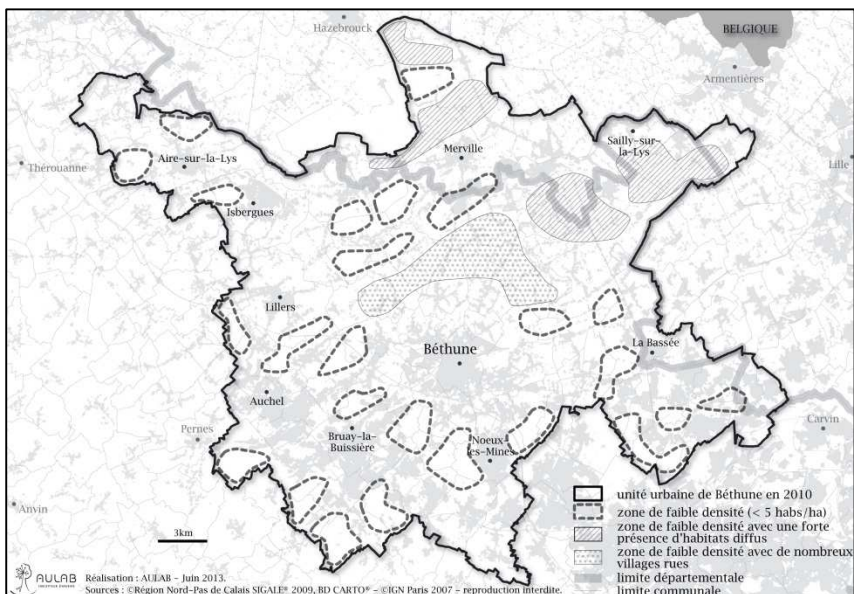 Hazebrouck
BELGIQUE
Armentières
Sailly-sur-
la-Lys
Merville
Lille
Thérouanne
Aire-sur-la-Lys
Isbergues
Lillers
La Bassée
Béthune
Auchel
Carvin
Pernes
Bruay-la-
Buissière
Noeux
les-Mines
Anvin
3km
unité urbaine de Béthune en 2010
zone de faible densité (< 5 habs/ha)
zone de faible densité avec une forte
présence d'habitats diffus
zone de faible densité avec de nombreux
villages rues
limite départementale
limite communale
AULAB
Réalisation : AULAB - Juin 2013.
Sources : ©Région Nord-Pas de Calais SIGALE® 2009, BD CARTO® - ©IGN Paris 2007 - reproduction interdite.